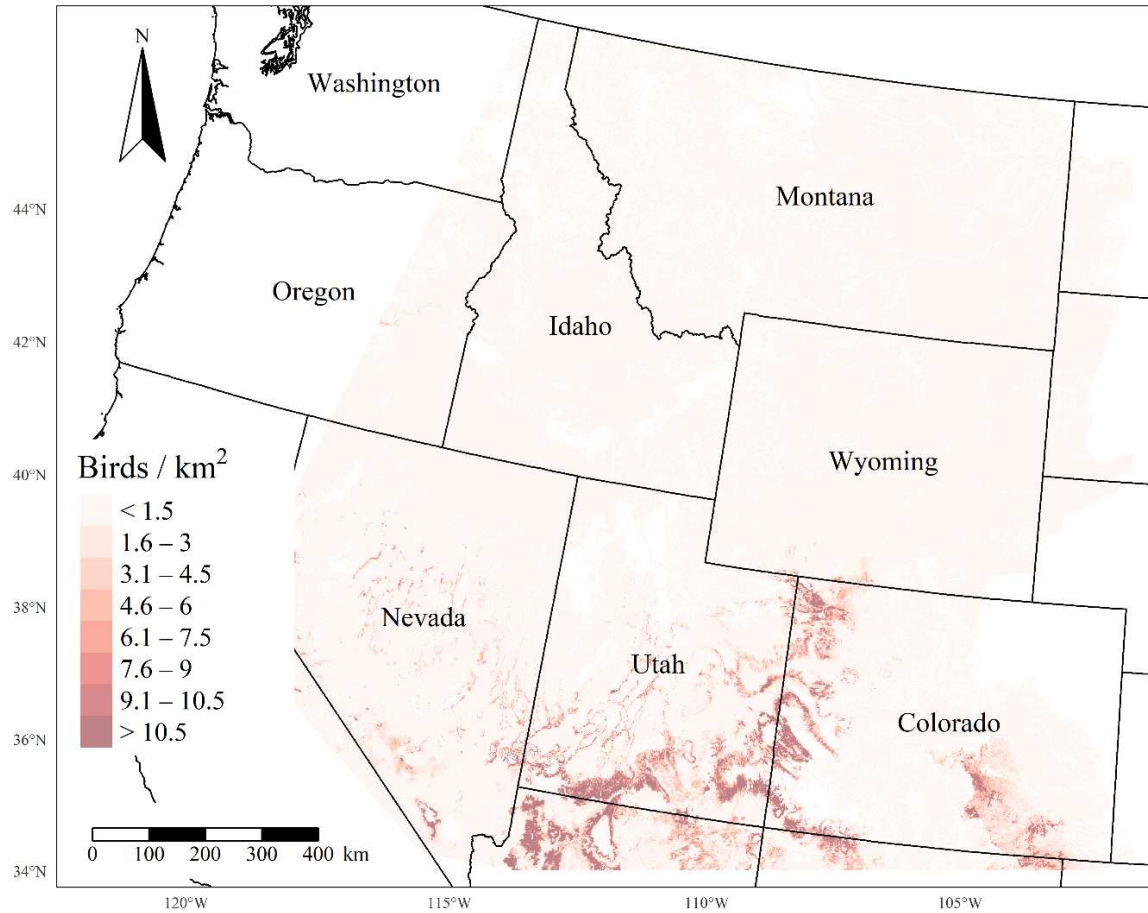 N
Washington
Montana
44°N
Oregon
Idaho
42°N
Wyoming
40°N
Birds / km²
< 1.5
1.6 – 3
3.1 – 4.5
4.6 – 6
6.1 – 7.5
7.6 – 9
9.1 – 10.5
> 10.5
38°N
Nevada
Utah
Colorado
36°N
0 100 200 300 400 km
34°N
120°W 115°W 110°W 105°W